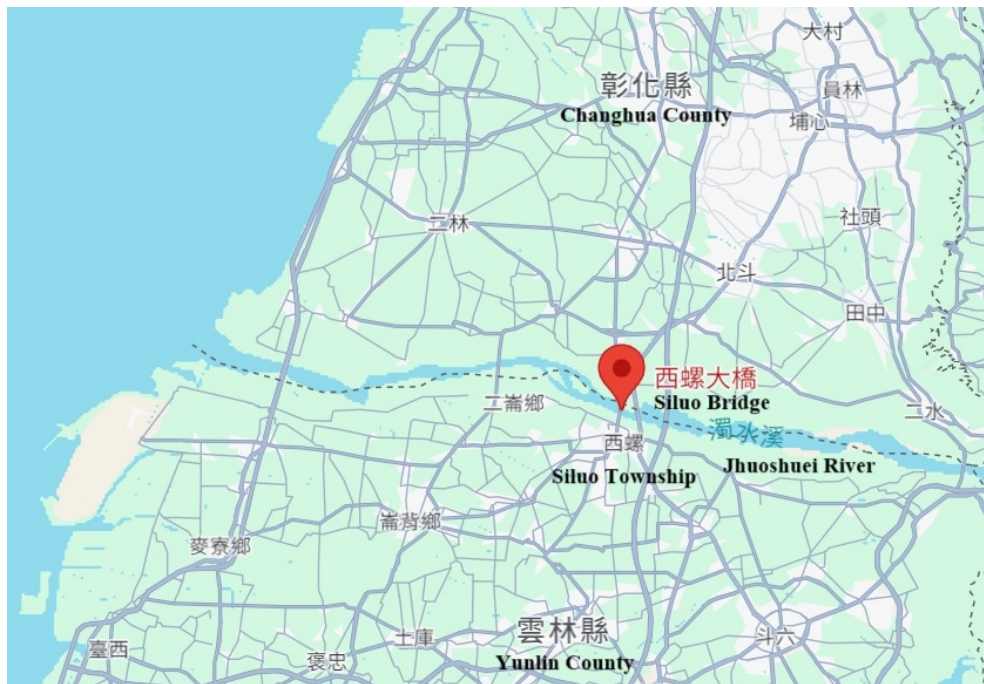 大村
彰化縣
員林
Changhua County
埔心
社頭
二林
北斗
田中
西螺大橋
二崙鄉
Siluo Bridge
二水
濁水溪
西螺
Jhuoshuei River
Siluo Township
崙背鄉
麥寮鄉
雲林縣
斗六
土庫
臺西
褒忠
Yunlin County